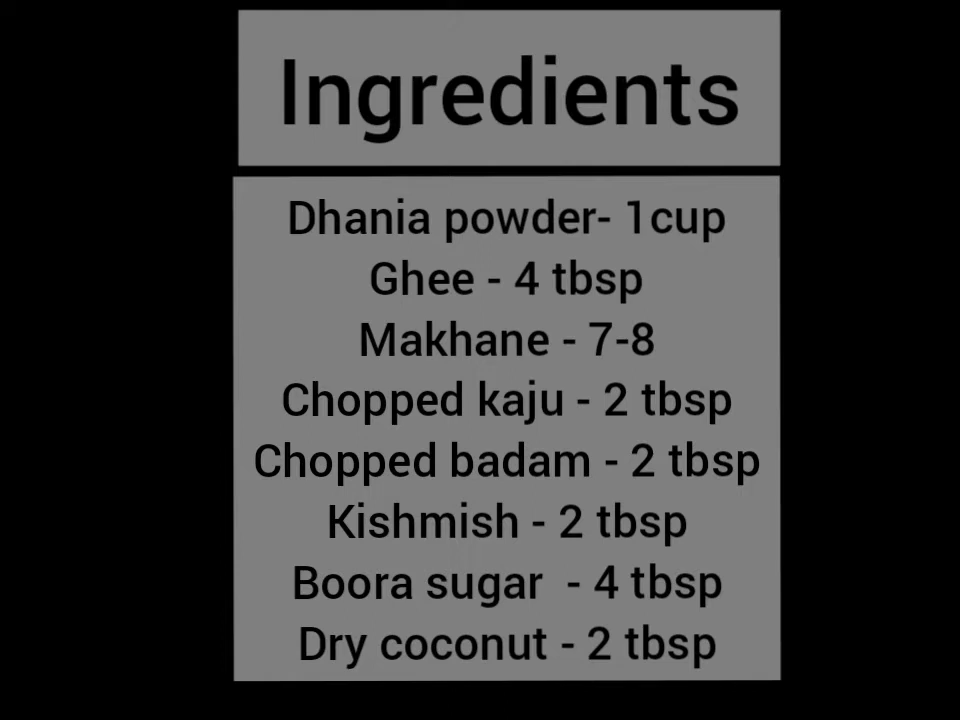 Ingredients
Dhania powder- 1cup
Ghee - 4 tbsp
Makhane - 7-8
Chopped kaju - 2 tbsp
Chopped badam - 2 tbsp
Kishmish - 2 tbsp
Boora sugar  - 4 tbsp
Dry coconut - 2 tbsp